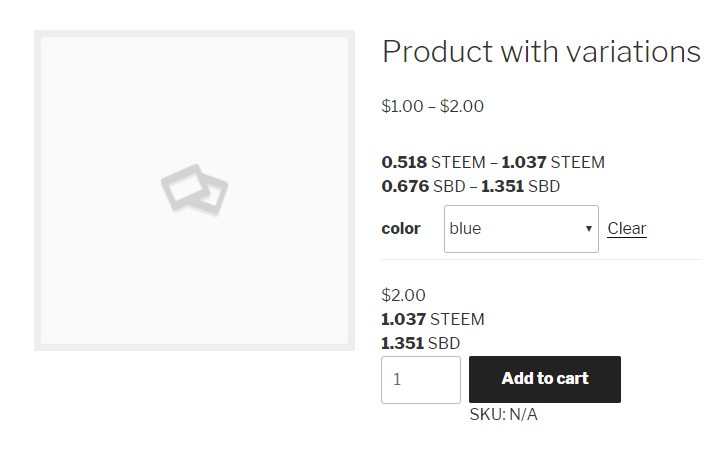 Product with variations
$1.00 – $2.00
0.518 STEEM – 1.037 STEEM
0.676 SBD – 1.351 SBD
color blue Clear
$2.00
1.037 STEEM
1.351 SBD
1 Add to cart
SKU: N/A